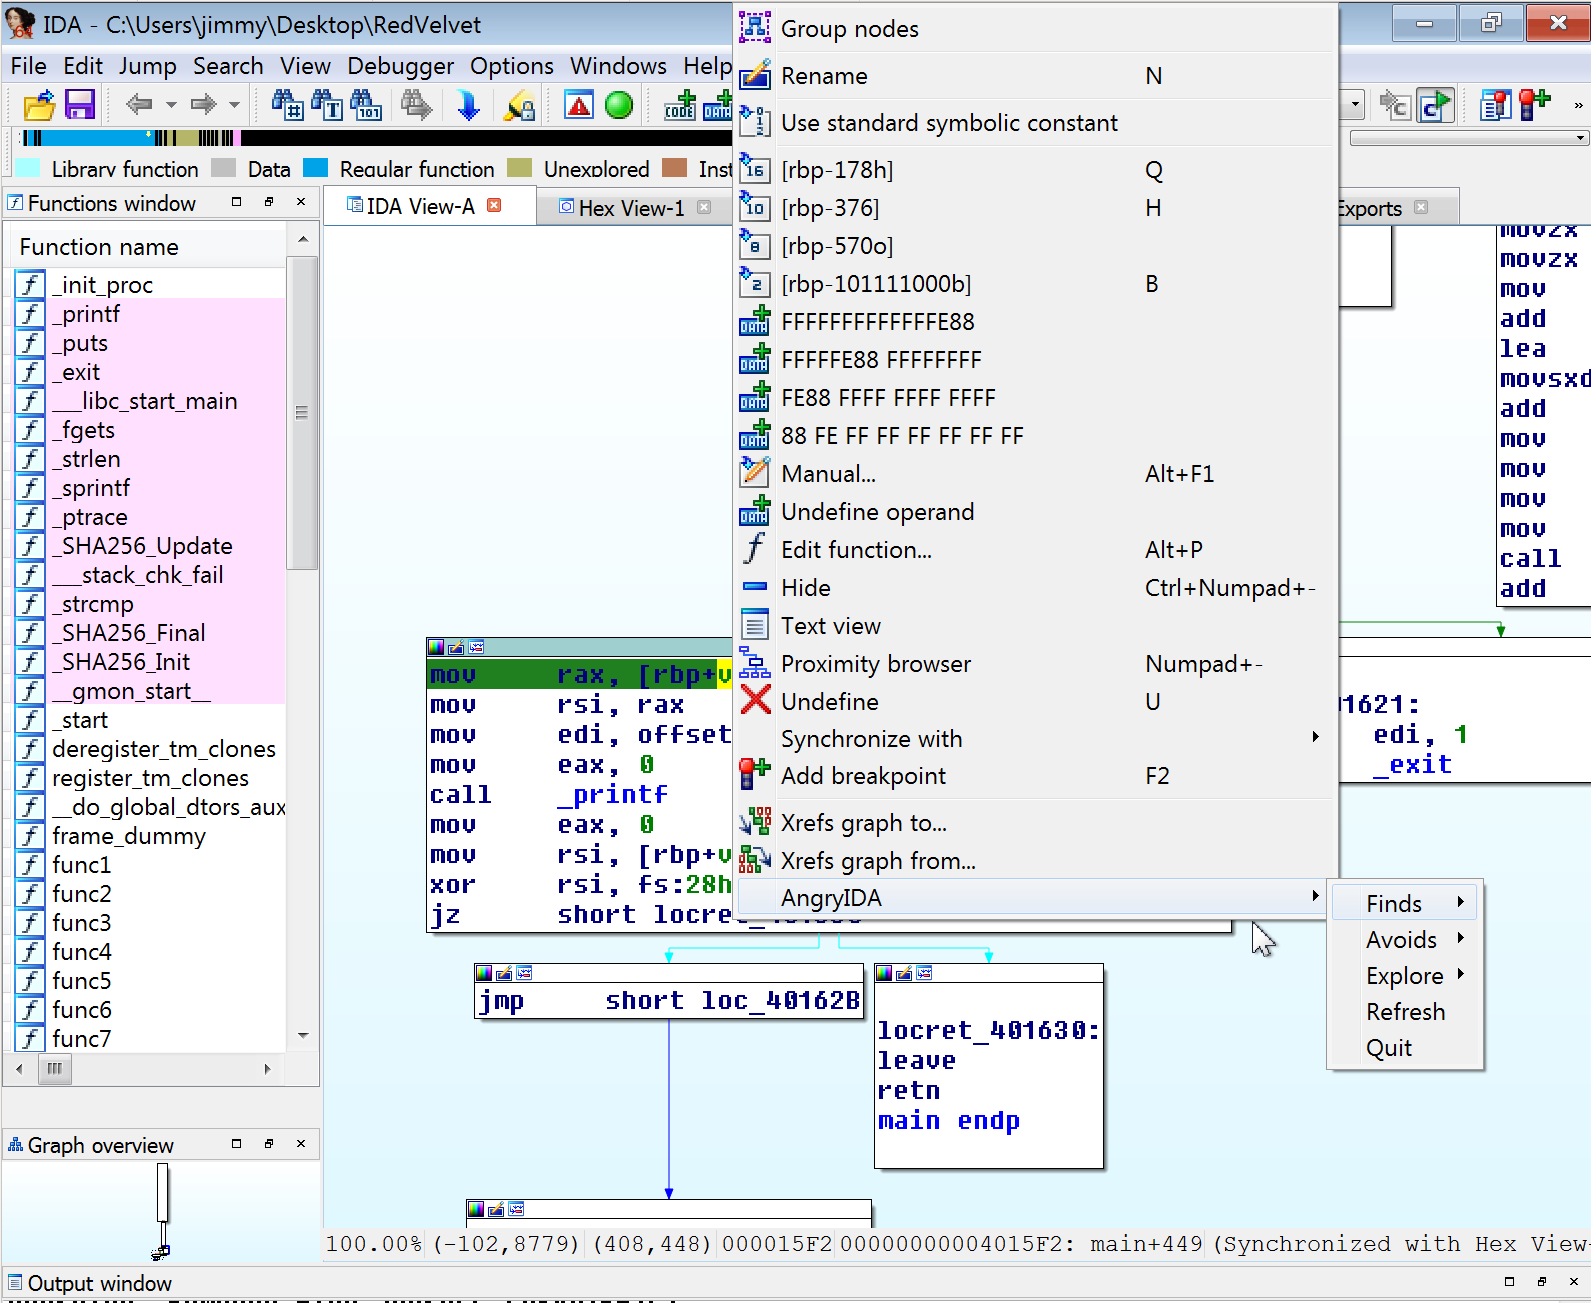 IDA - C:\Users\jimmy\Desktop\RedVelvet
File Edit Jump Search View Debugger Options Windows Help
Library function Data Regular function Unexplored
Functions window
IDA View-A
Hex View-1
Exports
Function name
_init_proc
_printf
_puts
_exit
___libc_start_main
_fgets
_strlen
_sprintf
_ptrace
_SHA256_Update
___stack_chk_fail
_strcmp
_SHA256_Final
_SHA256_Init
__gmon_start__
_start
deregister_tm_clones
register_tm_clones
__do_global_dtors_aux
frame_dummy
func1
func2
func3
func4
func5
func6
func7
Graph overview
Group nodes
Rename N
Use standard symbolic constant
[rbp-178h] Q
[rbp-376] H
[rbp-570o]
[rbp-101111000b] B
FFFFFFFFFFFFFE88
FFFFFE88 FFFFFFFF
FE88 FFFF FFFF FFFF
88 FE FF FF FF FF FF FF
Manual... Alt+F1
Undefine operand
Edit function... Alt+P
Hide Ctrl+Numpad+-
Text view
Proximity browser Numpad+-
Undefine U
Synchronize with
Add breakpoint F2
Xrefs graph to...
Xrefs graph from...
AngryIDA
Finds
Avoids
Explore
Refresh
Quit
mov rax, [rbp+v
mov rsi, rax
mov edi, offset
mov eax, 0
call _printf
mov eax, 0
mov rsi, [rbp+v
xor rsi, fs:28h
jz short
jmp short loc_40162B
locret_401630:
leave
retn
main endp
movzx
movzx
mov
add
lea
movsxd
add
mov
mov
mov
mov
call
add
01621:
edi, 1
_exit
100.00% (-102,8779) (408,448) 000015F2 00000000004015F2: main+449 (Synchronized with Hex View-
Output window